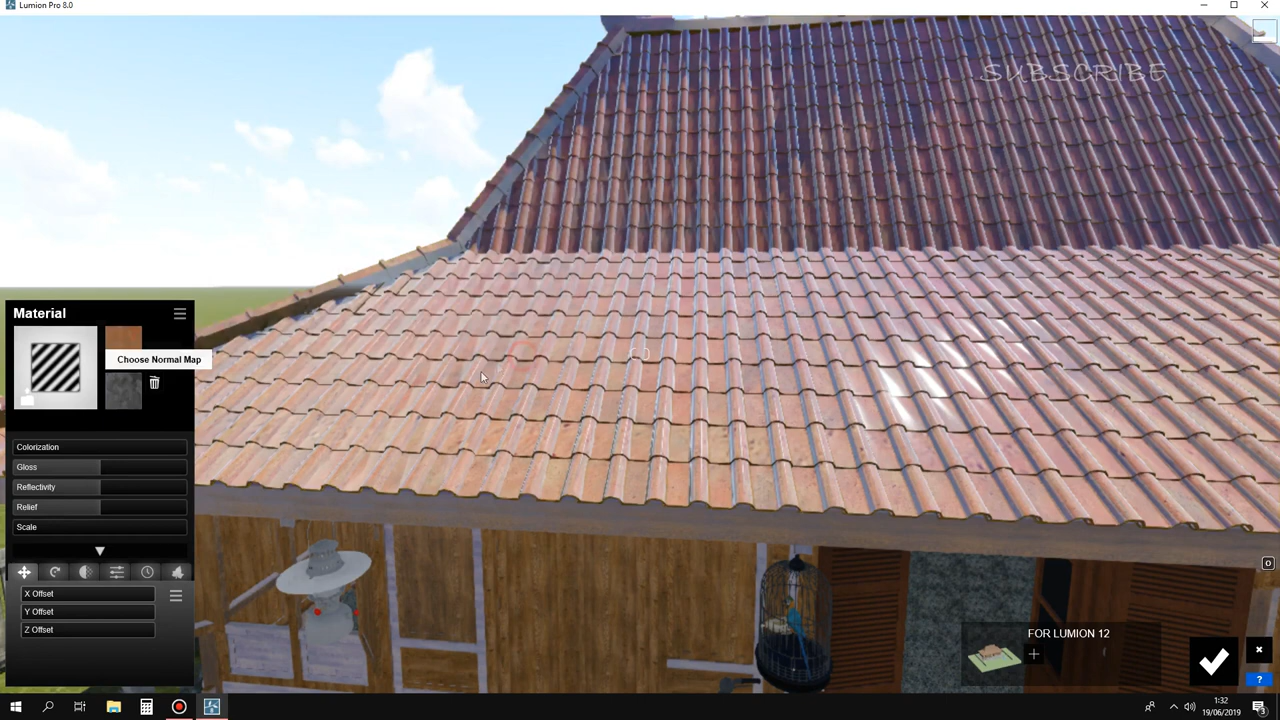 Lumion Pro 8.0
SUBSCRIBE
Material
Choose Normal Map
Colorization
Gloss
Reflectivity
Relief
Scale
X Offset
Y Offset
Z Offset
FOR LUMION 12
?
1:32
19/06/2019
3